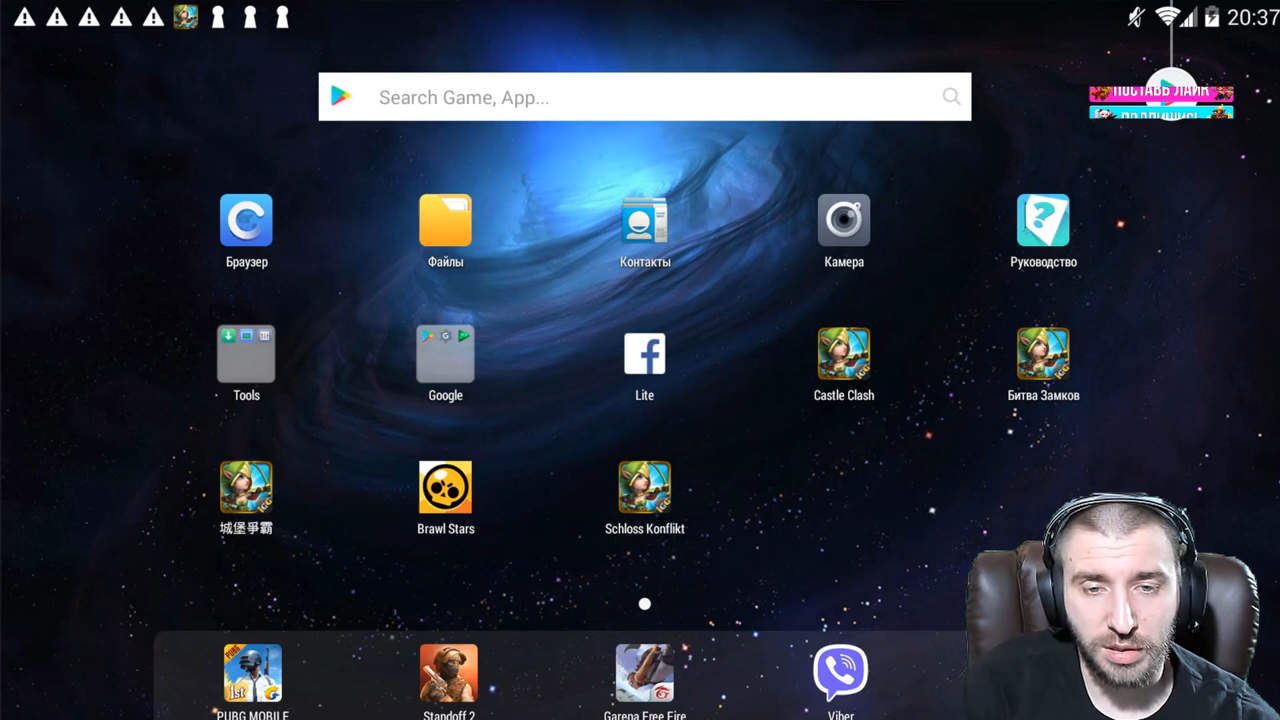 20:37
Search Game, App...
ПОСТАВЬ ЛАЙК
ПОДПИШИСЬ!
Браузер
Файлы
Контакты
Камера
Руководство
Tools
Google
Lite
Castle Clash
Битва Замков
城堡爭霸
Brawl Stars
Schloss Konflikt
PUBG MOBILE
Standoff 2
Garena Free Fire
Viber